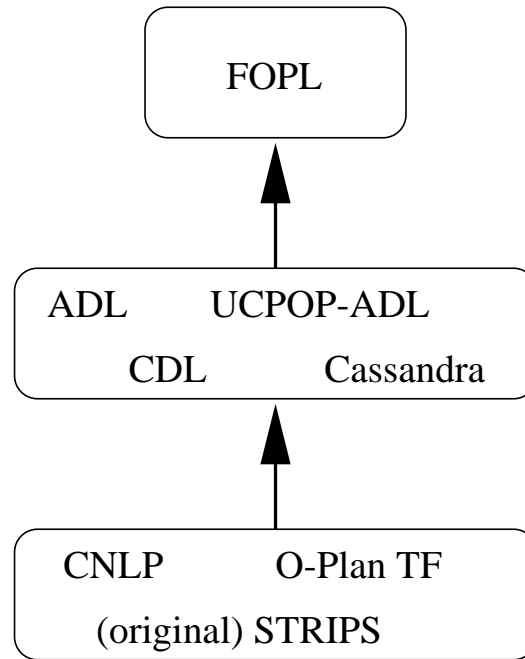 FOPL
ADL UCPOP-ADL
CDL Cassandra
CNLP O-Plan TF
(original) STRIPS